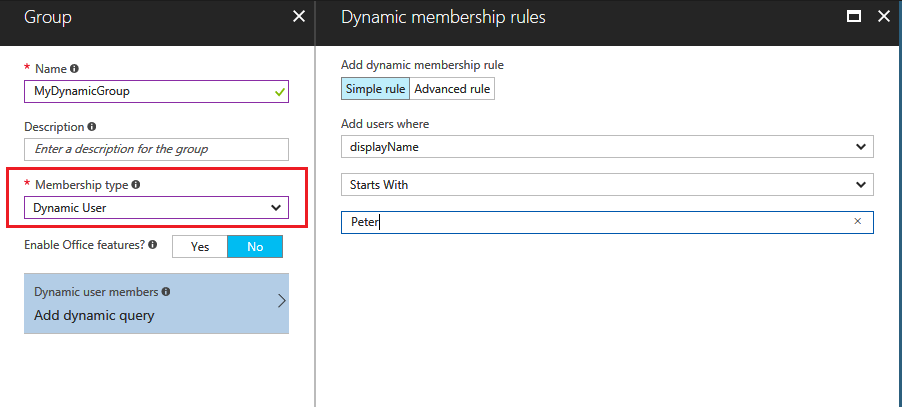 Group
* Name
MyDynamicGroup
Description
Enter a description for the group
* Membership type
Dynamic User
Enable Office features? Yes No
Dynamic user members
Add dynamic query
Dynamic membership rules
Add dynamic membership rule
Simple rule Advanced rule
Add users where
displayName
Starts With
Peter